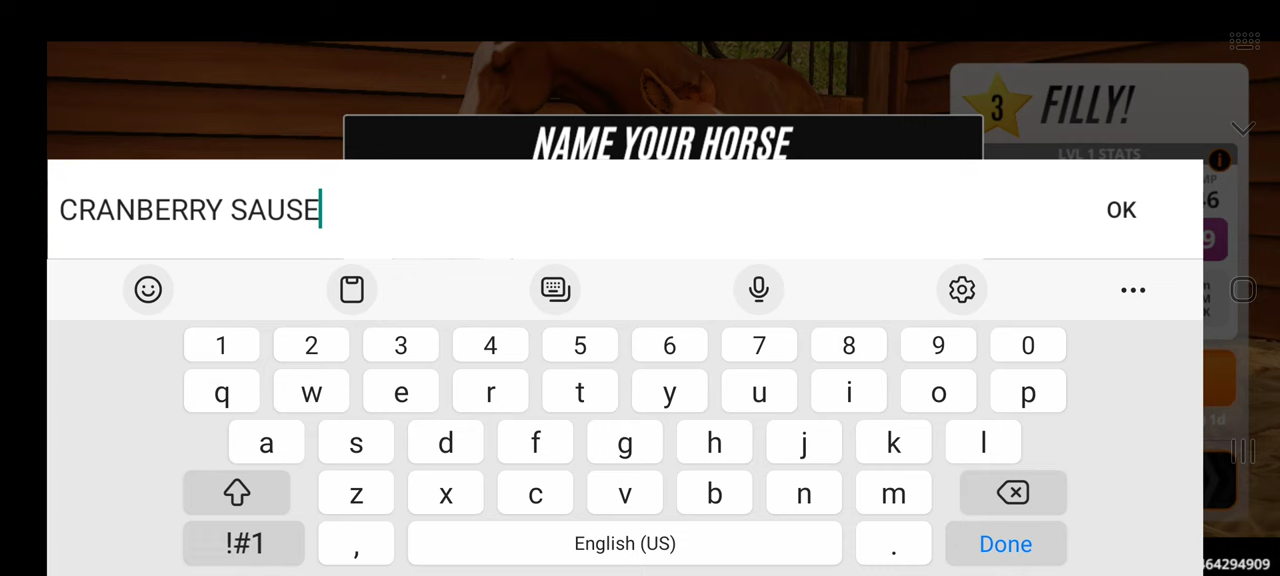 3 FILLY!
NAME YOUR HORSE
LVL 1 STATS
i
CRANBERRY SAUSE
OK
1 2 3 4 5 6 7 8 9 0
q w e r t y u i o p
a s d f g h j k l
z x c v b n m
!#1 , English (US) . Done
1d
64294909